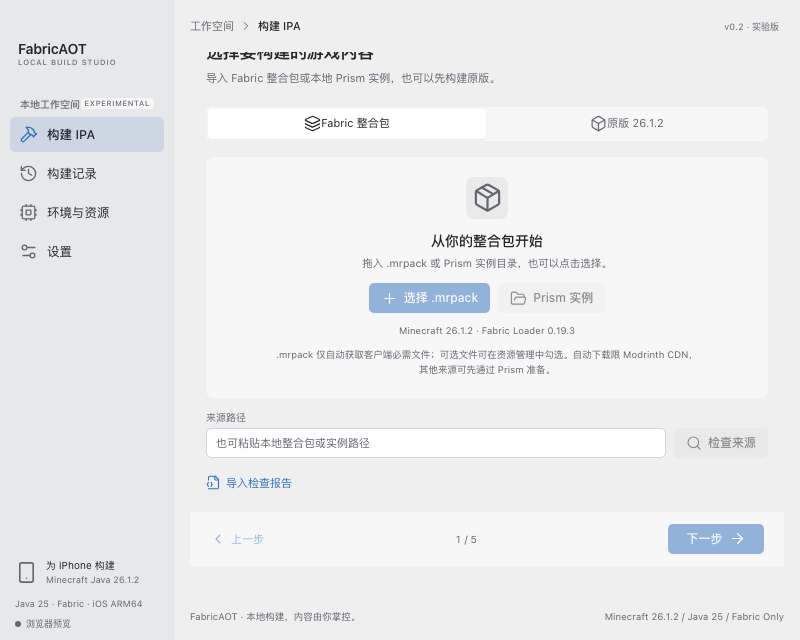 FabricAOT
LOCAL BUILD STUDIO
本地工作空间 EXPERIMENTAL
构建 IPA
构建记录
环境与资源
设置
为 iPhone 构建
Minecraft Java 26.1.2
Java 25 · Fabric · iOS ARM64
浏览器预览
工作空间 > 构建 IPA
v0.2 · 实验版
选择要构建的游戏内容
导入 Fabric 整合包或本地 Prism 实例，也可以先构建原版。
Fabric 整合包
原版 26.1.2
从你的整合包开始
拖入 .mrpack 或 Prism 实例目录，也可以点击选择。
选择 .mrpack
Prism 实例
Minecraft 26.1.2 · Fabric Loader 0.19.3
.mrpack 仅自动获取客户端必需文件；可选文件可在资源管理中勾选。自动下载限 Modrinth CDN，
其他来源可先通过 Prism 准备。
来源路径
也可粘贴本地整合包或实例路径
检查来源
导入检查报告
上一步
1 / 5
下一步
FabricAOT · 本地构建，内容由你掌控。
Minecraft 26.1.2 / Java 25 / Fabric Only